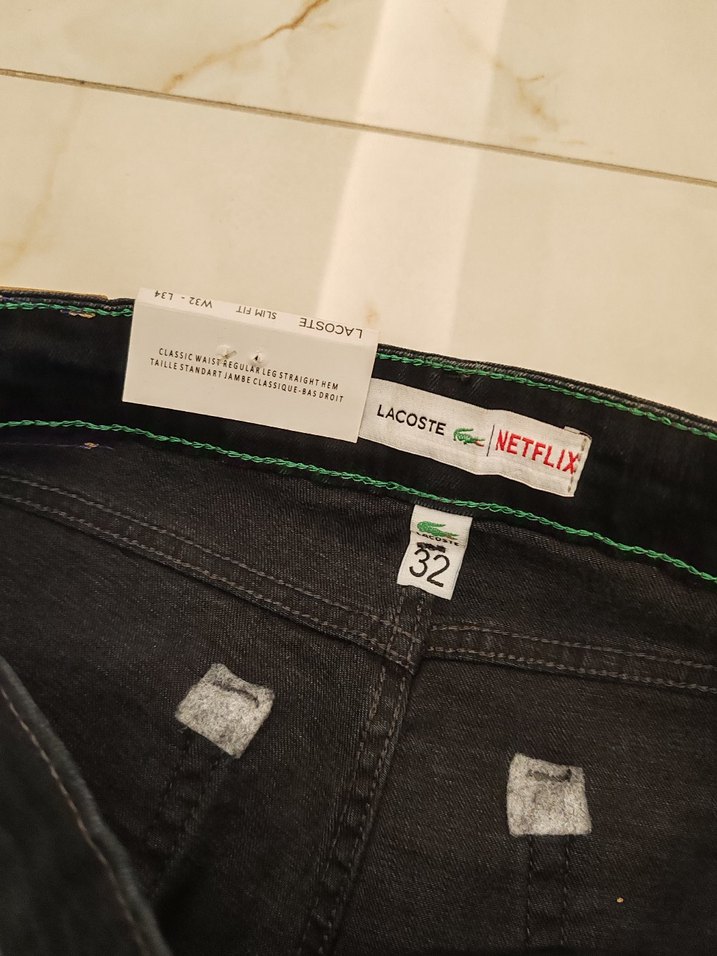 LACOSTE SLIM FIT W32 - L34
CLASSIC WAIST REGULAR LEG STRAIGHT HEM
TAILLE STANDART JAMBE CLASSIQUE-BAS DROIT
LACOSTE | NETFLIX
LACOSTE
32